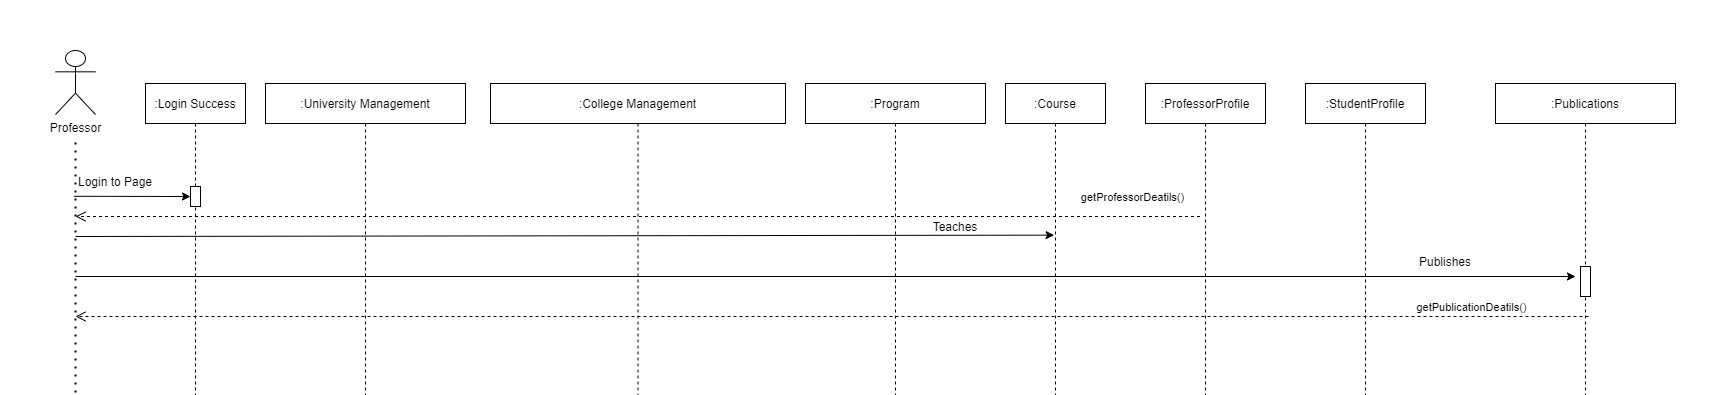 :Login Success
:University Management
:College Management
:Program
:Course
:ProfessorProfile
:StudentProfile
:Publications
Professor
Login to Page
getProfessorDeatils()
Teaches
Publishes
getPublicationDeatils()